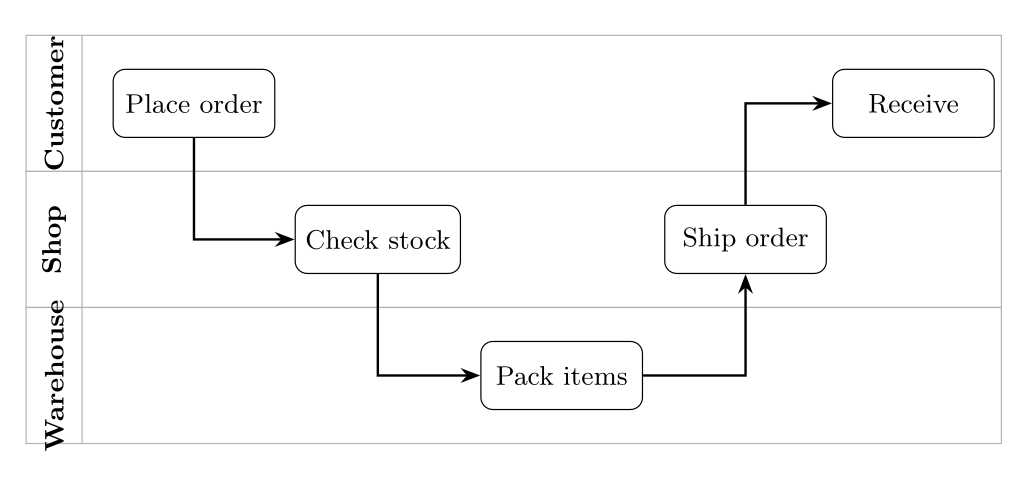 Customer
Place order
Receive
Shop
Check stock
Ship order
Warehouse
Pack items